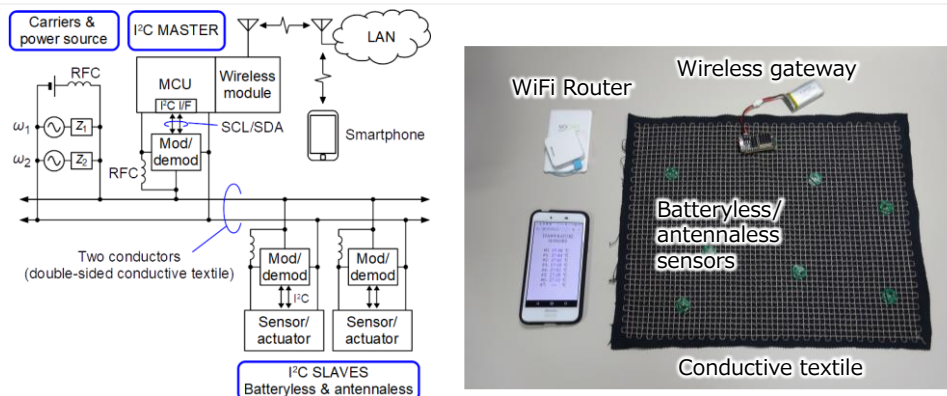 Carriers &
power source
I²C MASTER
LAN
RFC
MCU
Wireless
module
I²C I/F
SCL/SDA
Smartphone
ω₁
Z₁
ω₂
Z₂
Mod/
demod
RFC
Two conductors
(double-sided conductive textile)
Mod/
demod
Mod/
demod
I²C
Sensor/
actuator
Sensor/
actuator
I²C SLAVES
Batteryless & antennaless
WiFi Router
Wireless gateway
Batteryless/
antennaless
sensors
Conductive textile